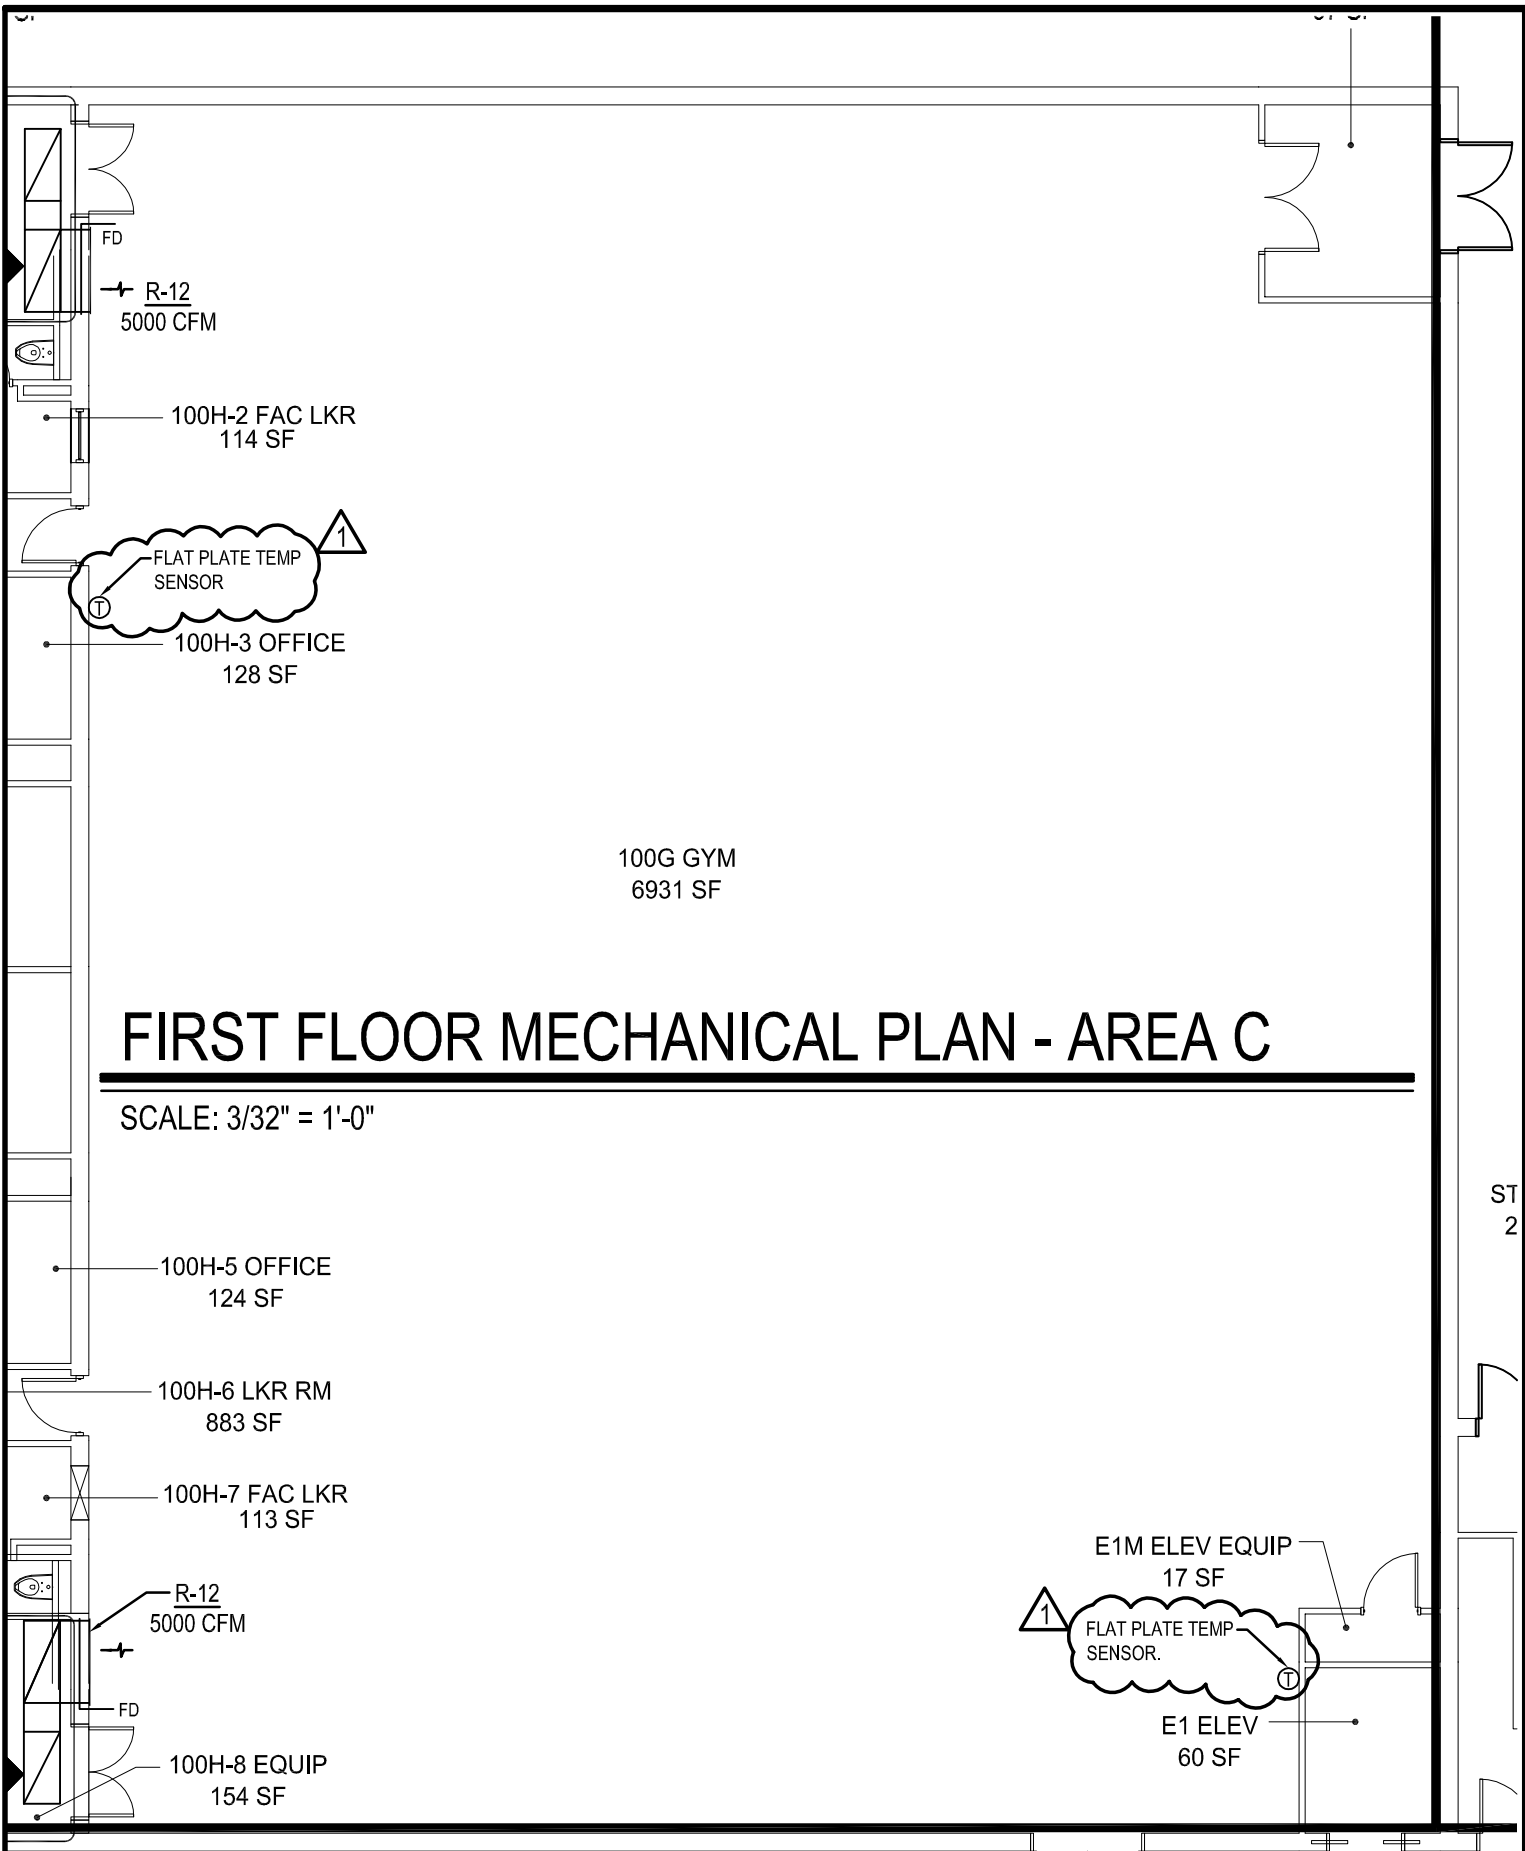 FD
R-12
5000 CFM
100H-2 FAC LKR
114 SF
1
FLAT PLATE TEMP
SENSOR
T
100H-3 OFFICE
128 SF
100G GYM
6931 SF
FIRST FLOOR MECHANICAL PLAN - AREA C
SCALE: 3/32" = 1'-0"
ST
2
100H-5 OFFICE
124 SF
100H-6 LKR RM
883 SF
100H-7 FAC LKR
113 SF
E1M ELEV EQUIP
17 SF
R-12
5000 CFM
1
FLAT PLATE TEMP
SENSOR.
T
FD
E1 ELEV
60 SF
100H-8 EQUIP
154 SF